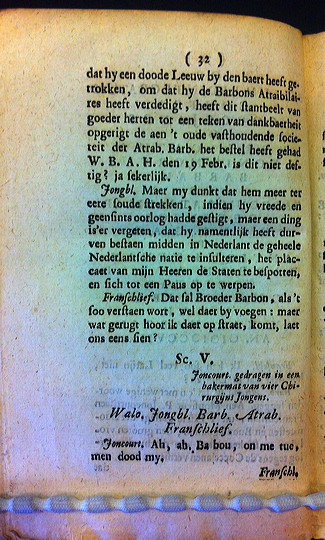 ( 32 )
dat hy een doode Leeuw by den baert heeft ge-
trokken, om dat hy de Barbons Atraibilai-
res heeft verdedigt, heeft dit ſtantbeelt van
goeder herten tot een teken van dankbaerheit
opgerigt de aen 't oude vaſthoudende ſocie-
teit der Atrab. Barb. het beſtel heeft gehad
W. B. A. H. den 19 Febr. is dit niet deſ-
tig? ja ſekerlijk.
Jongbl. Maer my dunkt dat hem meer ter
eere ſoude ſtrekken, indien hy vreede en
geenſints oorlog hadde geſtigt, maer een ding
is'er vergeten, dat hy namentlijk heeft dur-
ven beſtaen midden in Nederlant de geheele
Nederlantſche natie te inſulteren, het plac-
caet van mijn Heeren de Staten te beſpotten,
en ſich tot een Paus op te werpen.
Franſchlief. Dat ſal Broeder Barbon, als 't
ſoo verſtaen wort, wel daer by voegen: maer
wat gerugt hoor ik daer op ſtraet, komt, laet
ons eens ſien?
Sc. V.
Joncourt. gedragen in een
bakermat van vier Chi-
rurgijns Jongens.
Walo. Jongbl. Barb. Atrab.
Franſchlief.
Joncourt. Ah, ah, Ba bou, on me tue,
men dood my.
Franſchl.